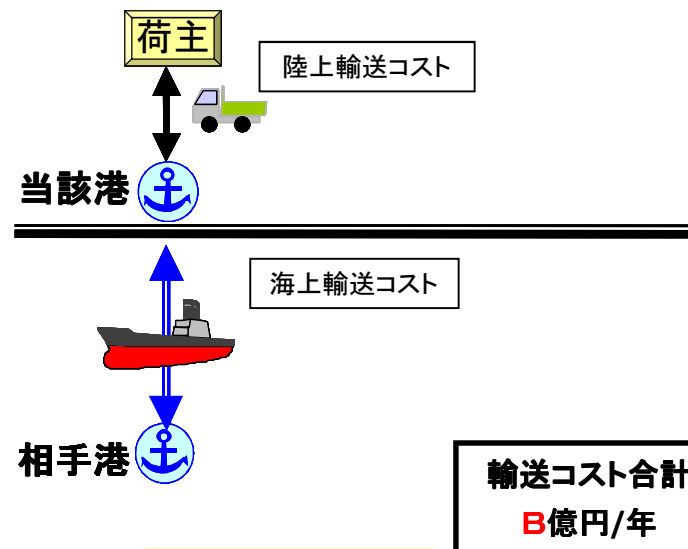 荷主
陸上輸送コスト
当該港
海上輸送コスト
相手港
輸送コスト合計
B億円/年